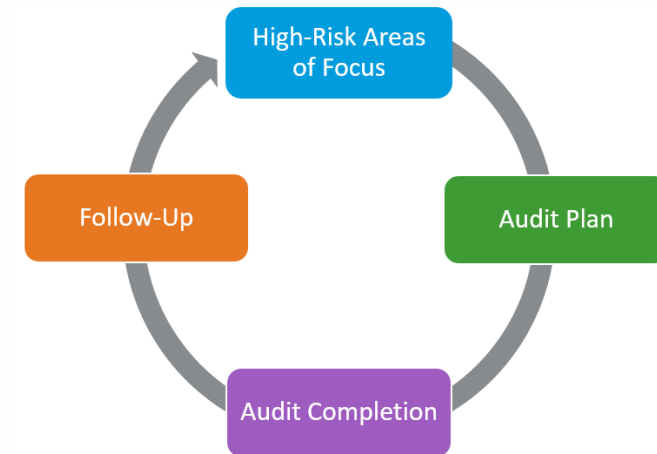 High-Risk Areas
of Focus
Follow-Up
Audit Plan
Audit Completion